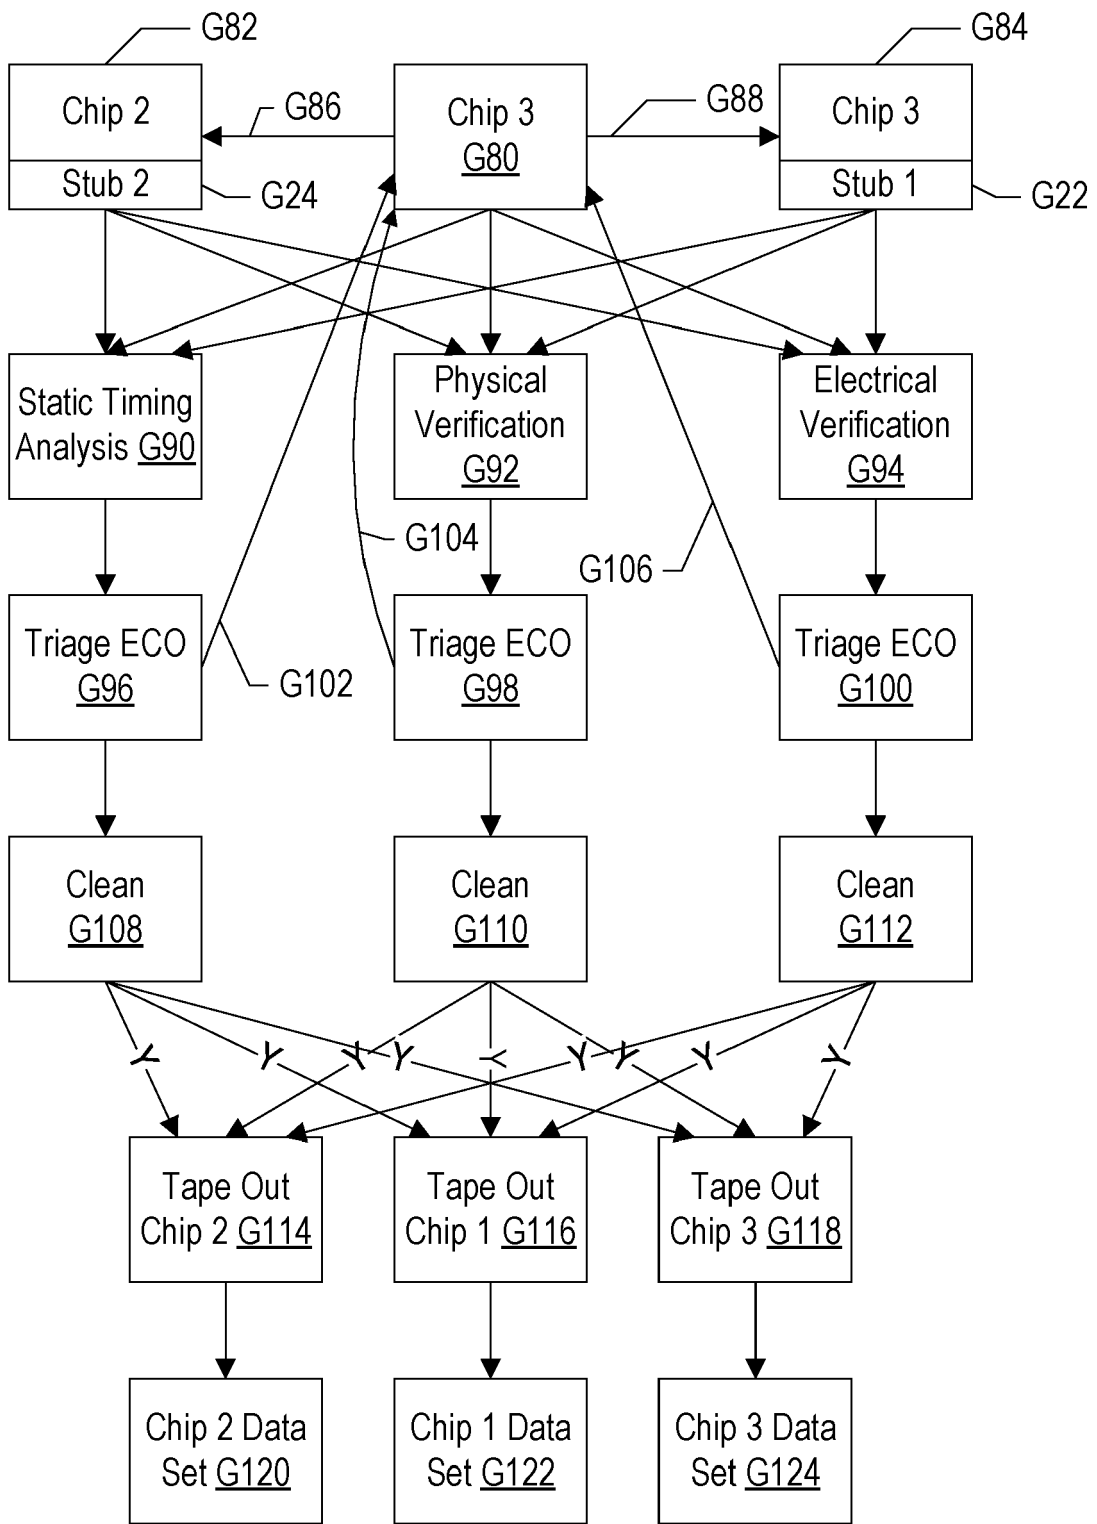 G82
G84
Chip 2
G86
Chip 3
G80
G88
Chip 3
Stub 2
G24
Stub 1
G22
Static Timing
Analysis G90
Physical
Verification
G92
Electrical
Verification
G94
G104
G106
Triage ECO
G96
G102
Triage ECO
G98
Triage ECO
G100
Clean
G108
Clean
G110
Clean
G112
Y Y Y Y Y Y Y Y Y
Tape Out
Chip 2 G114
Tape Out
Chip 1 G116
Tape Out
Chip 3 G118
Chip 2 Data
Set G120
Chip 1 Data
Set G122
Chip 3 Data
Set G124